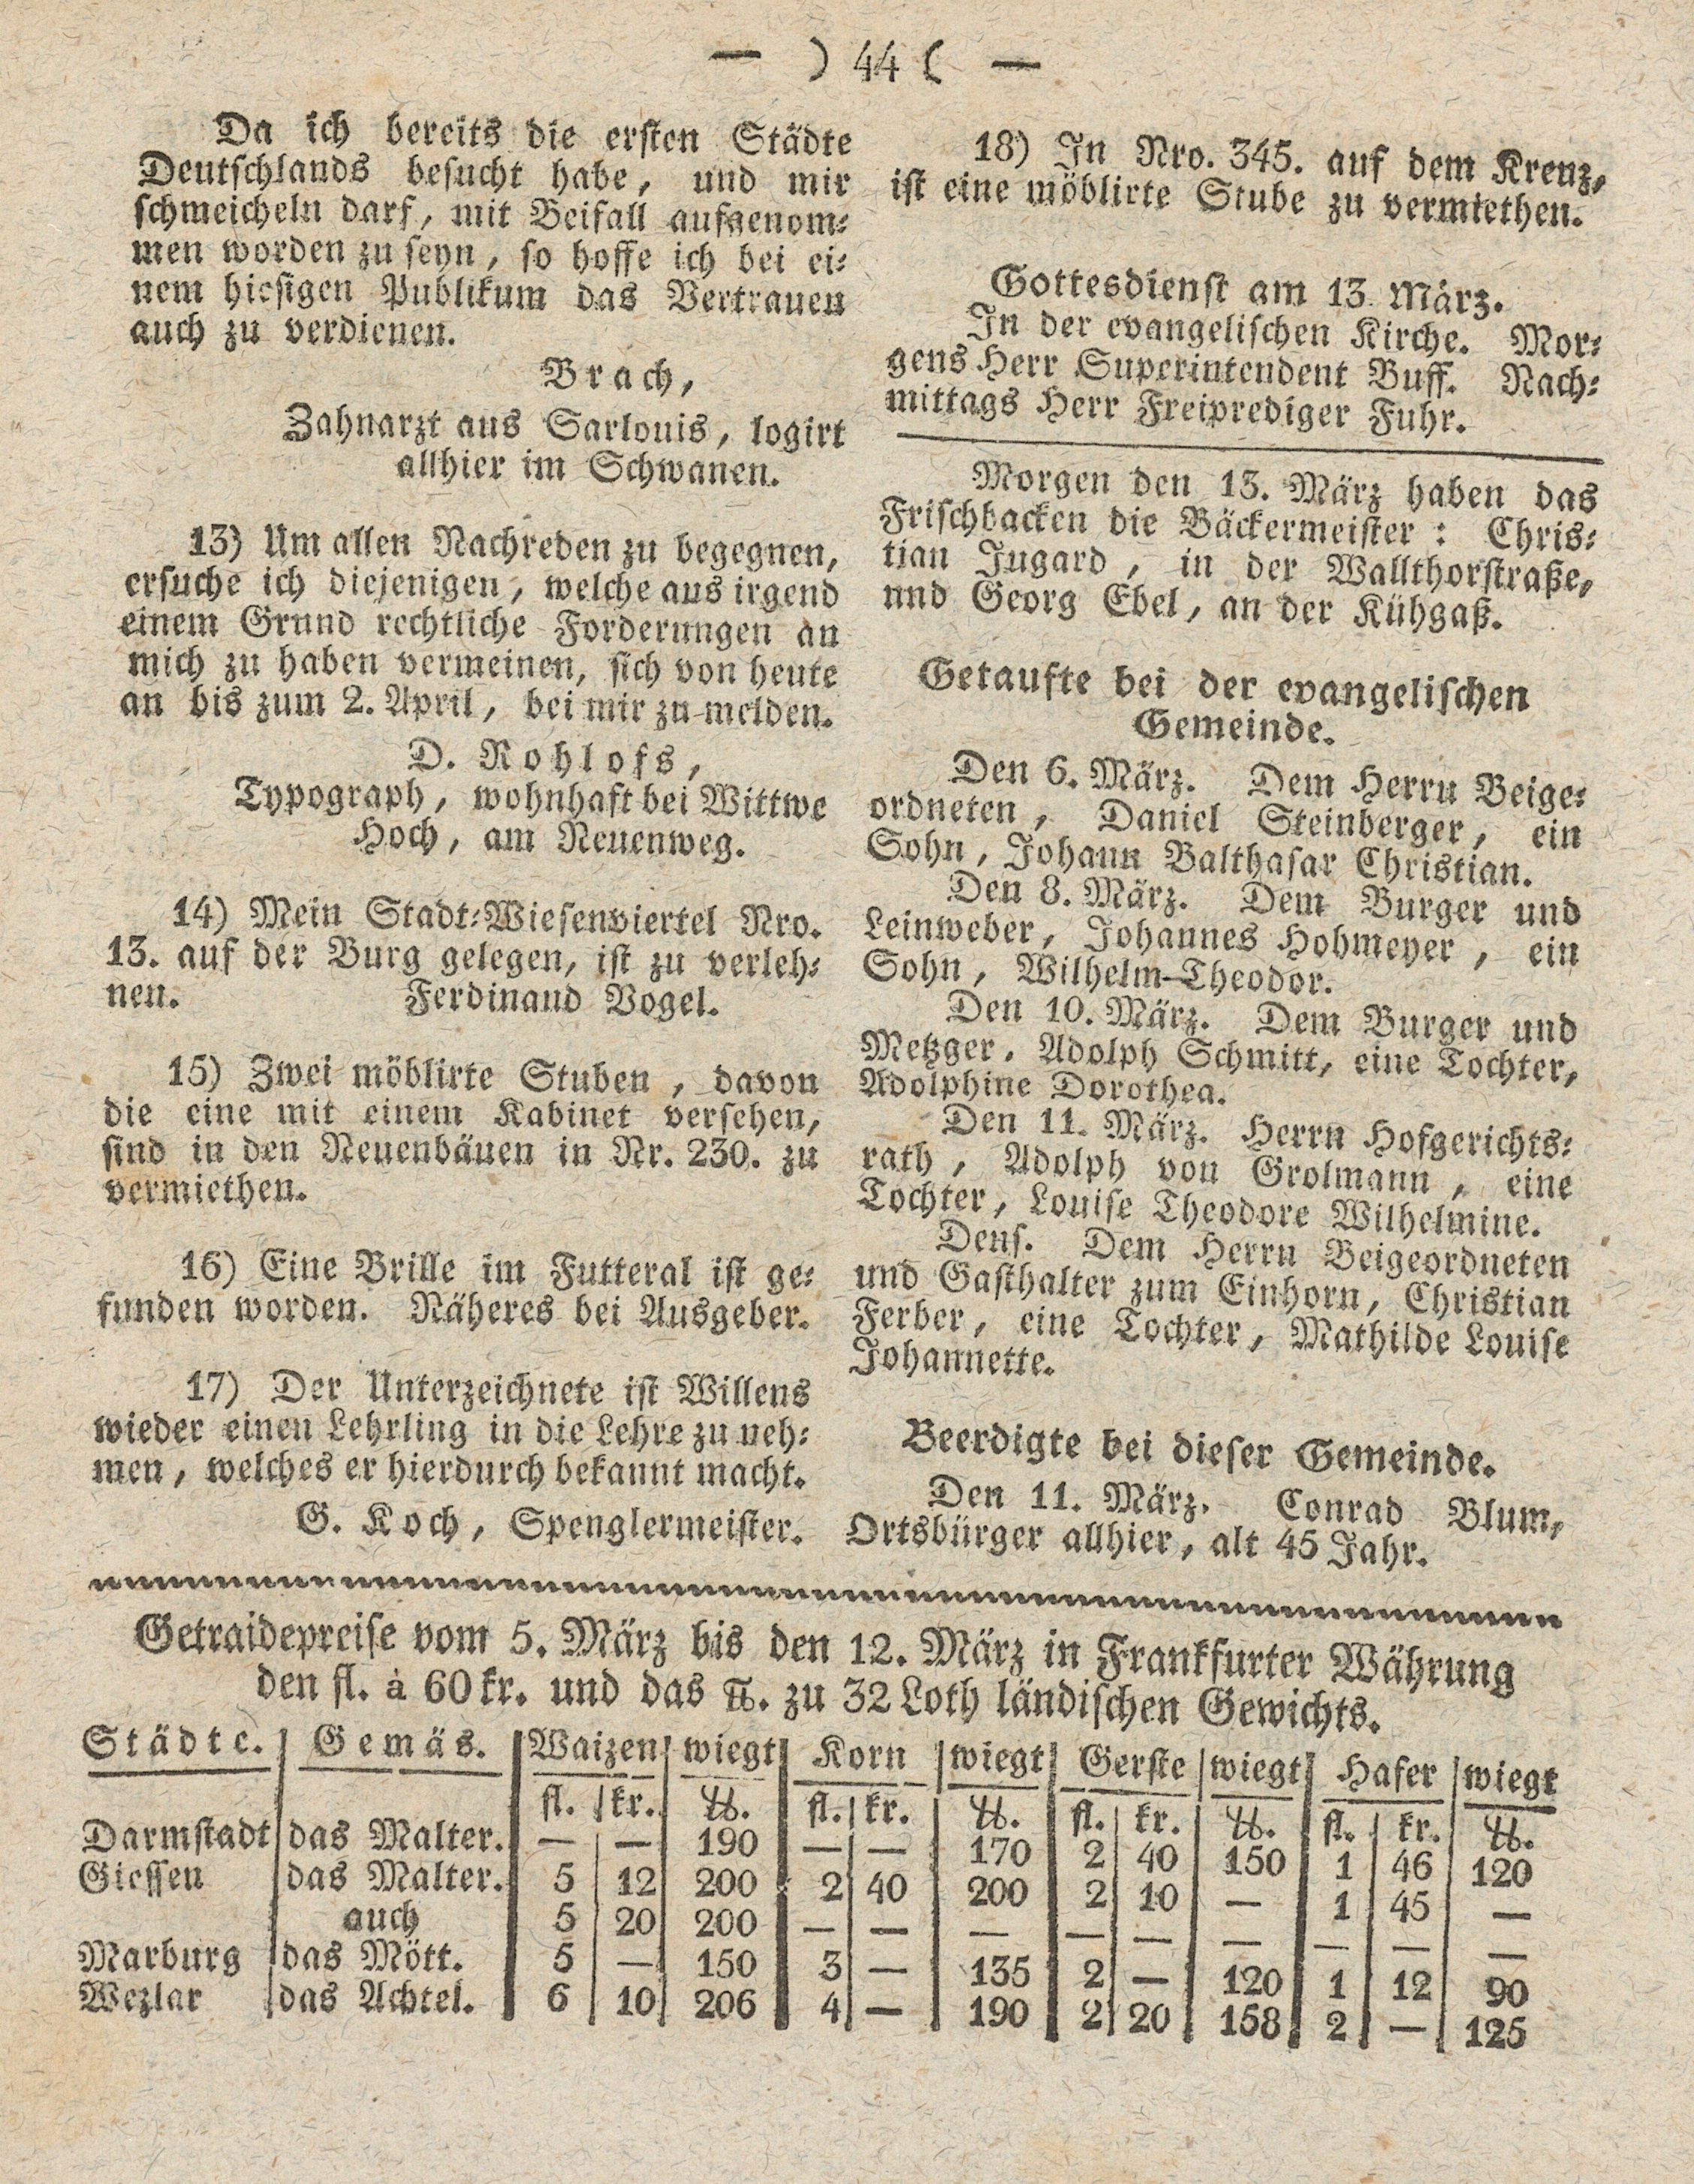 — ) 44 ( —
Da ich bereits die ersten Städte
Deutschlands besucht habe, und mir
schmeicheln darf, mit Beifall aufgenom-
men worden zu seyn, so hoffe ich bei ei-
nem hiesigen Publikum das Vertrauen
auch zu verdienen.
Brach,
Zahnarzt aus Sarlouis, logirt
allhier im Schwanen.
13) Um allen Nachreden zu begegnen,
ersuche ich diejenigen, welche aus irgend
einem Grund rechtliche Forderungen an
mich zu haben vermeinen, sich von heute
an bis zum 2. April, bei mir zu melden.
D. Rohlofs,
Typograph, wohnhaft bei Wittwe
Hoch, am Neuenweg.
14) Mein Stadt-Wiesenviertel Nro.
13. auf der Burg gelegen, ist zu verleh-
nen. Ferdinand Vogel.
15) Zwei möblirte Stuben, davon
die eine mit einem Kabinet versehen,
sind in den Neuenbäuen in Nr. 230. zu
vermiethen.
16) Eine Brille im Futteral ist ge-
funden worden. Näheres bei Ausgeber.
17) Der Unterzeichnete ist Willens
wieder einen Lehrling in die Lehre zu neh-
men, welches er hierdurch bekannt macht.
G. Koch, Spenglermeister.
18) In Nro. 345. auf dem Krenz,
ist eine möblirte Stube zu vermiethen.
Gottesdienst am 13. März.
In der evangelischen Kirche. Mor-
gens Herr Superintendent Buff. Nach-
mittags Herr Freiprediger Fuhr.
Morgen den 13. März haben das
Frischbacken die Bäckermeister: Chris-
tian Jugard, in der Wallthorstraße,
und Georg Ebel, an der Kühgaß.
Getaufte bei der evangelischen
Gemeinde.
Den 6. März. Dem Herrn Beige-
ordneten, Daniel Steinberger, ein
Sohn, Johann Balthasar Christian.
Den 8. März. Dem Burger und
Leinweber, Johannes Hohmeyer, ein
Sohn, Wilhelm Theodor.
Den 10. März. Dem Burger und
Metzger, Adolph Schmitt, eine Tochter,
Adolphine Dorothea.
Den 11. März. Herrn Hofgerichts-
rath, Adolph von Grolmann, eine
Tochter, Louise Theodore Wilhelmine.
Dens. Dem Herrn Beigeordneten
und Gasthalter zum Einhorn, Christian
Ferber, eine Tochter, Mathilde Louise
Johannette.
Beerdigte bei dieser Gemeinde.
Den 11. März. Conrad Blum,
Ortsbürger allhier, alt 45 Jahr.
Getraidepreise vom 5. März bis den 12. März in Frankfurter Währung
den fl. à 60 kr. und das ℔. zu 32 Loth ländischen Gewichts.
Städte. Gemäs. Waizen wiegt Korn wiegt Gerste wiegt Hafer wiegt
fl. kr. ℔. fl. kr. ℔. fl. kr. ℔. fl. kr. ℔.
Darmstadt das Malter. — — 190 — — 170 2 40 150 1 46 120
Giessen das Malter. 5 12 200 2 40 200 2 10 — 1 45 —
auch 5 20 200 — — — — — — — — —
Marburg das Mött. 5 — 150 3 — 135 2 — 120 1 12 90
Wezlar das Achtel. 6 10 206 4 — 190 2 20 158 2 — 125